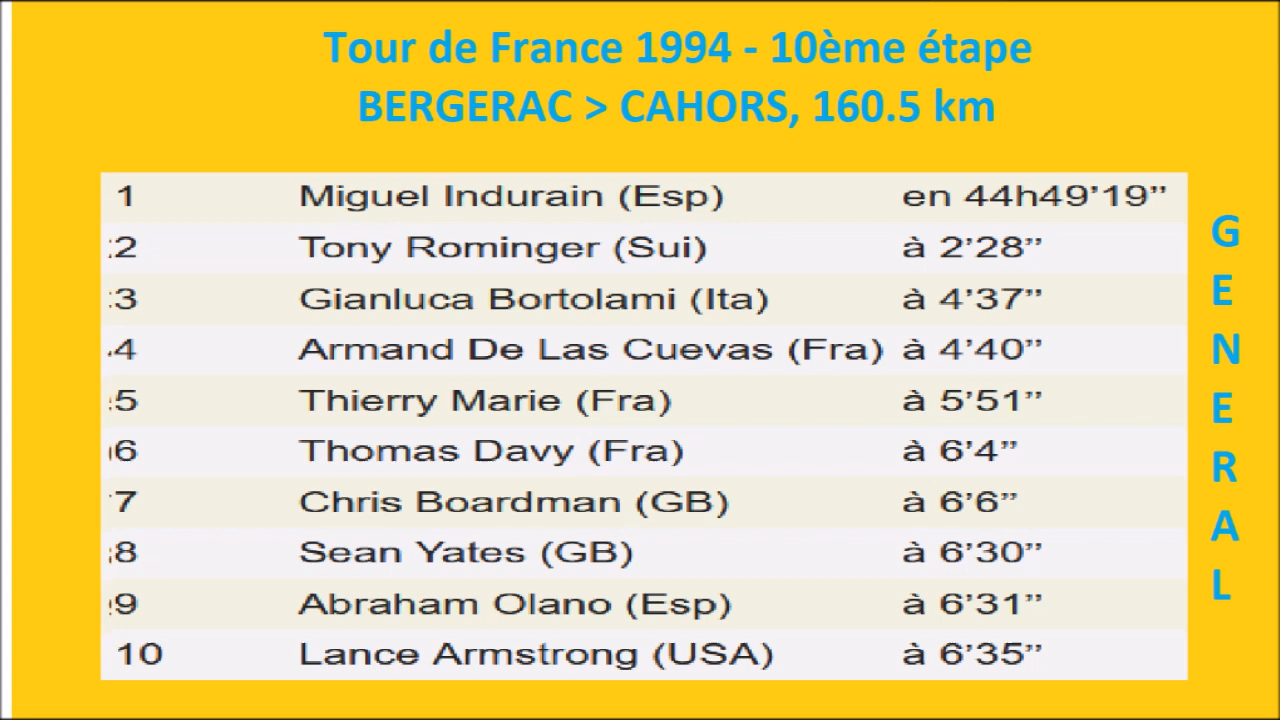 Tour de France 1994 - 10ème étape
BERGERAC > CAHORS, 160.5 km
1 Miguel Indurain (Esp) en 44h49’19’’
2 Tony Rominger (Sui) à 2’28’’
3 Gianluca Bortolami (Ita) à 4’37’’
4 Armand De Las Cuevas (Fra) à 4’40’’
5 Thierry Marie (Fra) à 5’51’’
6 Thomas Davy (Fra) à 6’4’’
7 Chris Boardman (GB) à 6’6’’
8 Sean Yates (GB) à 6’30’’
9 Abraham Olano (Esp) à 6’31’’
10 Lance Armstrong (USA) à 6’35’’
G
E
N
E
R
A
L